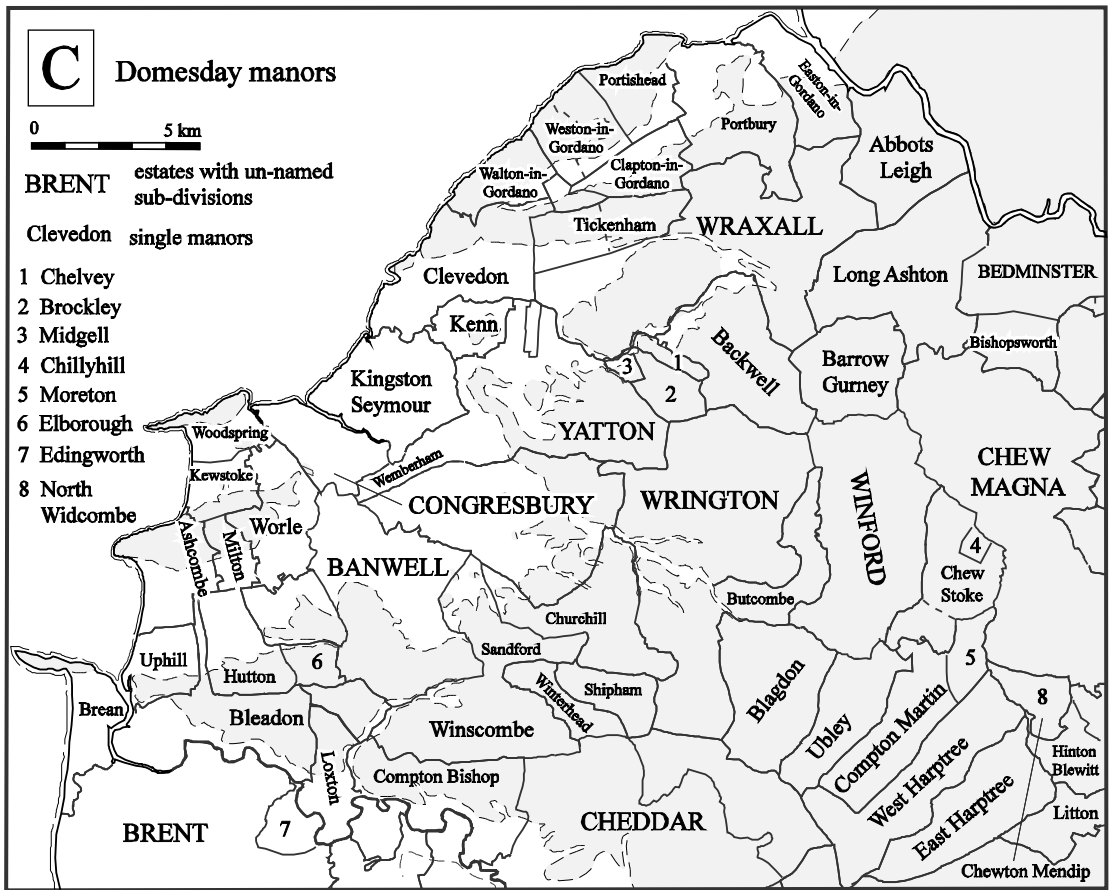 C Domesday manors
0 5 km
BRENT estates with un-named
sub-divisions
Clevedon single manors
1 Chelvey
2 Brockley
3 Midgell
4 Chillyhill
5 Moreton
6 Elborough
7 Edingworth
8 North
Widcombe
Portishead
Easton-in-
Gordano
Weston-in-
Gordano
Portbury
Abbots
Leigh
Walton-in-
Gordano
Clapton-in-
Gordano
Tickenham
WRAXALL
Clevedon
Long Ashton
BEDMINSTER
Kenn
Bishopsworth
Backwell
Barrow
Gurney
3
1
2
Kingston
Seymour
Woodspring
YATTON
Wemberham
Kewstoke
CONGRESBURY
WRINGTON
WINFORD
CHEW
MAGNA
Worle
Ashcombe
Milton
BANWELL
4
Chew
Stoke
Butcombe
Churchill
Sandford
Uphill
Hutton
6
5
Shipham
Winterhead
Blagdon
Ubley
Compton Martin
8
Brean
Bleadon
Winscombe
West Harptree
Hinton
Blewitt
Loxton
Compton Bishop
East Harptree
Litton
BRENT
7
CHEDDAR
Chewton Mendip